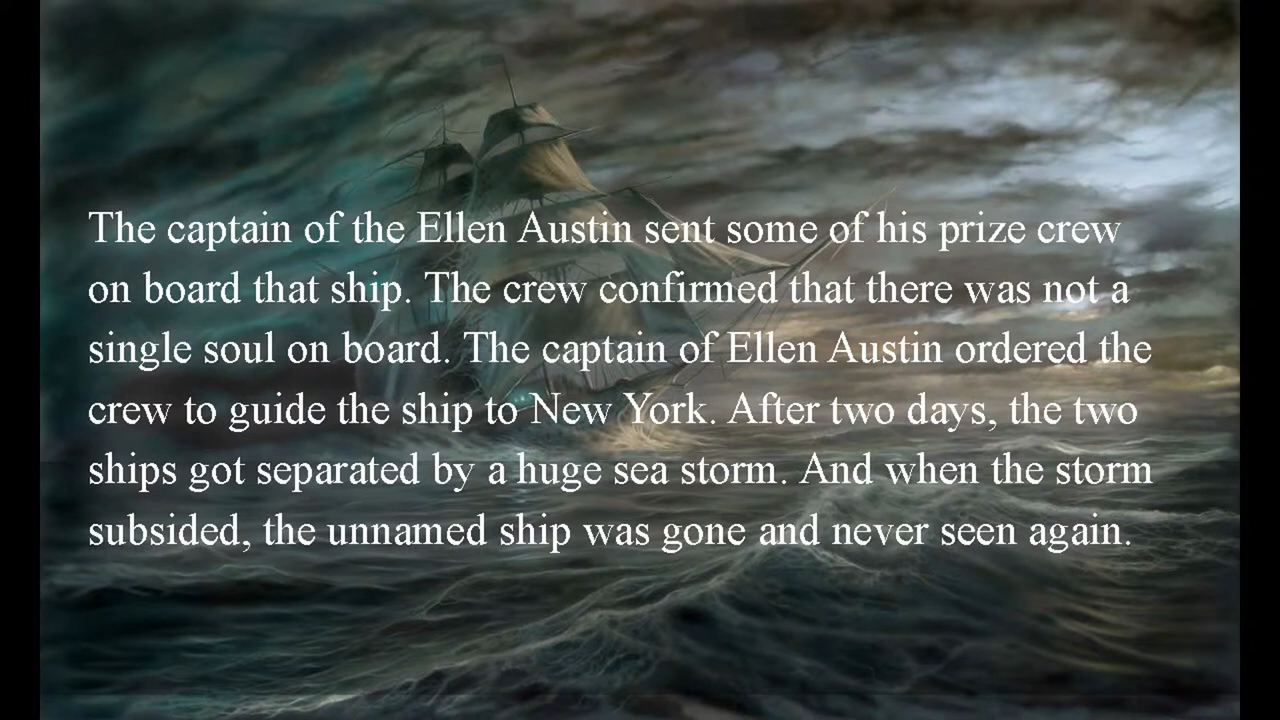 The captain of the Ellen Austin sent some of his prize crew
on board that ship. The crew confirmed that there was not a
single soul on board. The captain of Ellen Austin ordered the
crew to guide the ship to New York. After two days, the two
ships got separated by a huge sea storm. And when the storm
subsided, the unnamed ship was gone and never seen again.